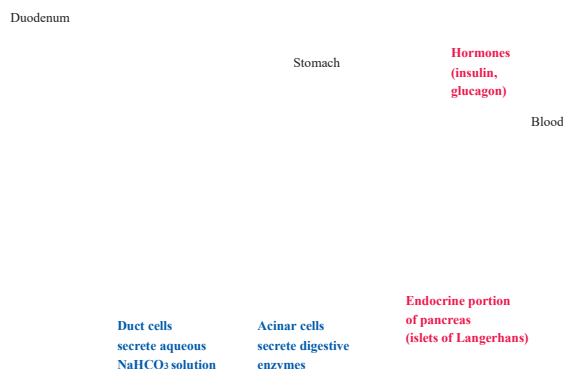 Duodenum
Stomach
Hormones
(insulin,
glucagon)
Blood
Duct cells
secrete aqueous
NaHCO3 solution
Acinar cells
secrete digestive
enzymes
Endocrine portion
of pancreas
(islets of Langerhans)